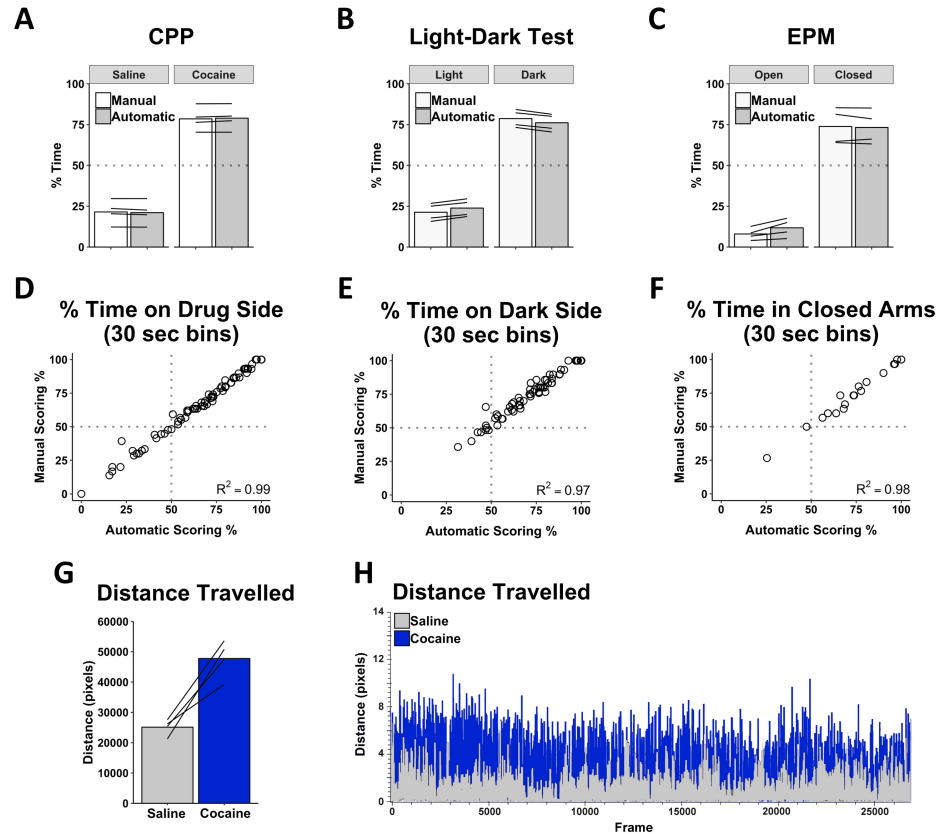 A
CPP
Saline Cocaine
Manual
Automatic
% Time
100
75
50
25
0
B
Light-Dark Test
Light Dark
Manual
Automatic
% Time
100
75
50
25
0
C
EPM
Open Closed
Manual
Automatic
% Time
100
75
50
25
0
D
% Time on Drug Side
(30 sec bins)
Manual Scoring %
100
75
50
25
0
R² = 0.99
0 25 50 75 100
Automatic Scoring %
E
% Time on Dark Side
(30 sec bins)
Manual Scoring %
100
75
50
25
0
R² = 0.97
0 25 50 75 100
Automatic Scoring %
F
% Time in Closed Arms
(30 sec bins)
Manual Scoring %
100
75
50
25
0
R² = 0.98
0 25 50 75 100
Automatic Scoring %
G
Distance Travelled
Distance (pixels)
60000
50000
40000
30000
20000
10000
0
Saline Cocaine
H
Distance Travelled
Saline
Cocaine
Distance (pixels)
14
12
8
4
0
0 5000 10000 15000 20000 25000
Frame